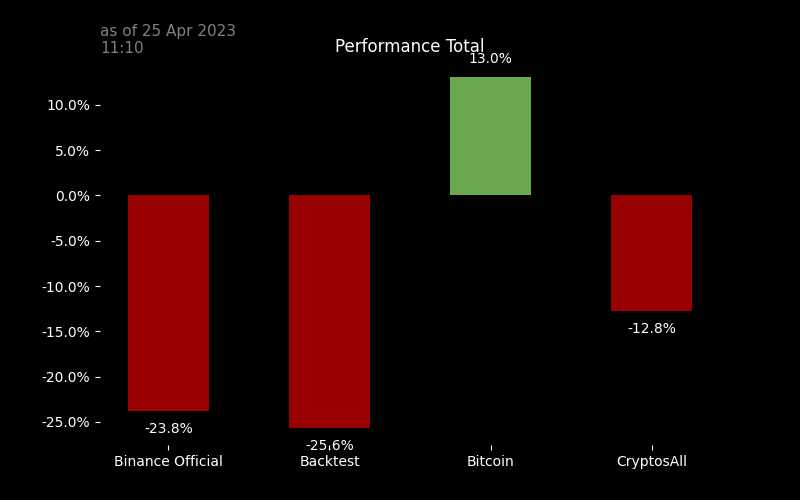 as of 25 Apr 2023
11:10
Performance Total
13.0%
10.0%
5.0%
0.0%
-5.0%
-10.0%
-15.0%
-20.0%
-25.0%
-12.8%
-23.8%
-25.6%
Binance Official
Backtest
Bitcoin
CryptosAll